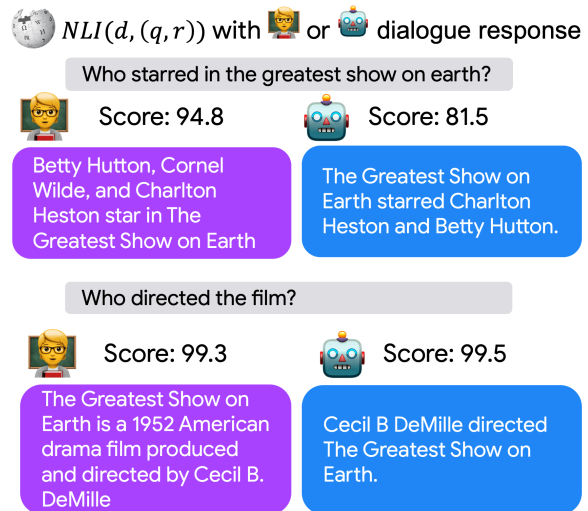 NLI(d, (q, r)) with or dialogue response
Who starred in the greatest show on earth?
Score: 94.8
Score: 81.5
Betty Hutton, Cornel
Wilde, and Charlton
Heston star in The
Greatest Show on Earth
The Greatest Show on
Earth starred Charlton
Heston and Betty Hutton.
Who directed the film?
Score: 99.3
Score: 99.5
The Greatest Show on
Earth is a 1952 American
drama film produced
and directed by Cecil B.
DeMille
Cecil B DeMille directed
The Greatest Show on
Earth.